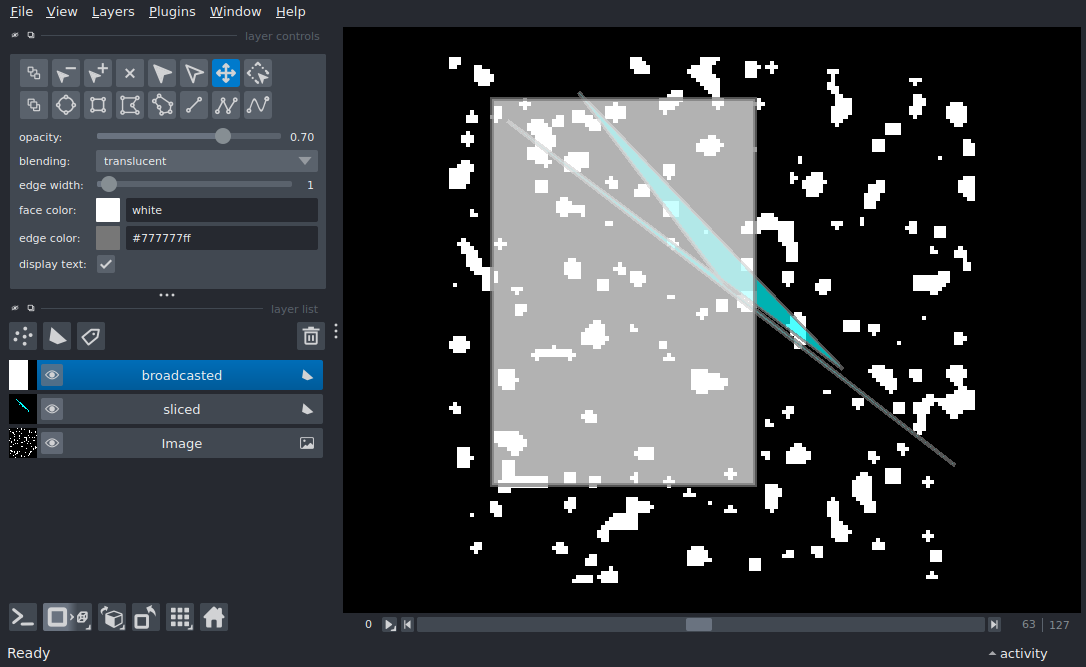 File View Layers Plugins Window Help
layer controls
opacity: 0.70
blending: translucent
edge width: 1
face color: white
edge color: #777777ff
display text:
layer list
broadcasted
sliced
Image
0 63 127
Ready activity